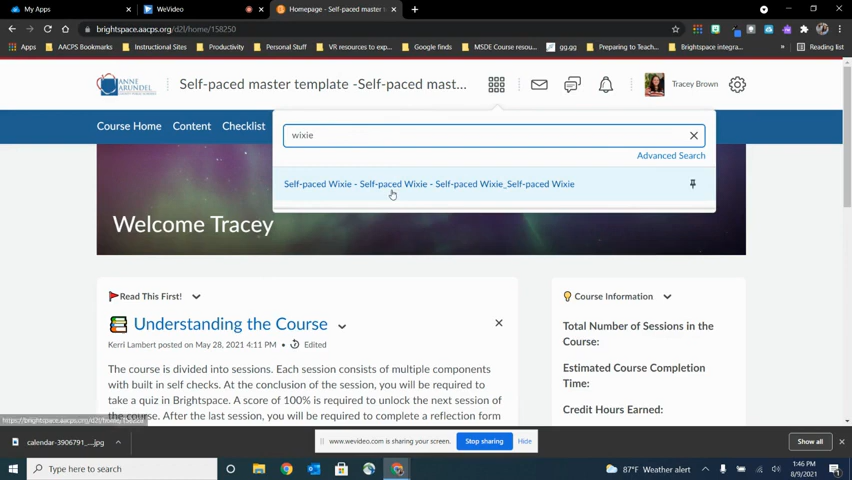 My Apps
WeVideo
Homepage - Self-paced master t
brightspace.aacps.org/d2l/home/158250
Apps
AACPS Bookmarks
Instructional Sites
Productivity
Personal Stuff
VR resources to exp...
Google finds
MSDE Course resou...
gg.gg
Preparing to Teach...
Brightspace integra...
»
Reading list
ANNE ARUNDEL
Self-paced master template -Self-paced mast...
Tracey Brown
Course Home
Content
Checklist
wixie
Advanced Search
Self-paced Wixie - Self-paced Wixie - Self-paced Wixie_Self-paced Wixie
Welcome Tracey
Read This First!
Understanding the Course
Kerri Lambert posted on May 28, 2021 4:11 PM • Edited
The course is divided into sessions. Each session consists of multiple components
with built in self checks. At the conclusion of the session, you will be required to
take a quiz in Brightspace. A score of 100% is required to unlock the next session of
the course. After the last session, you will be required to complete a reflection form
Course Information
Total Number of Sessions in the
Course:
Estimated Course Completion
Time:
Credit Hours Earned:
calendar-3906791_....jpg
www.wevideo.com is sharing your screen.
Stop sharing
Hide
Show all
Type here to search
87°F Weather alert
1:46 PM
8/9/2021